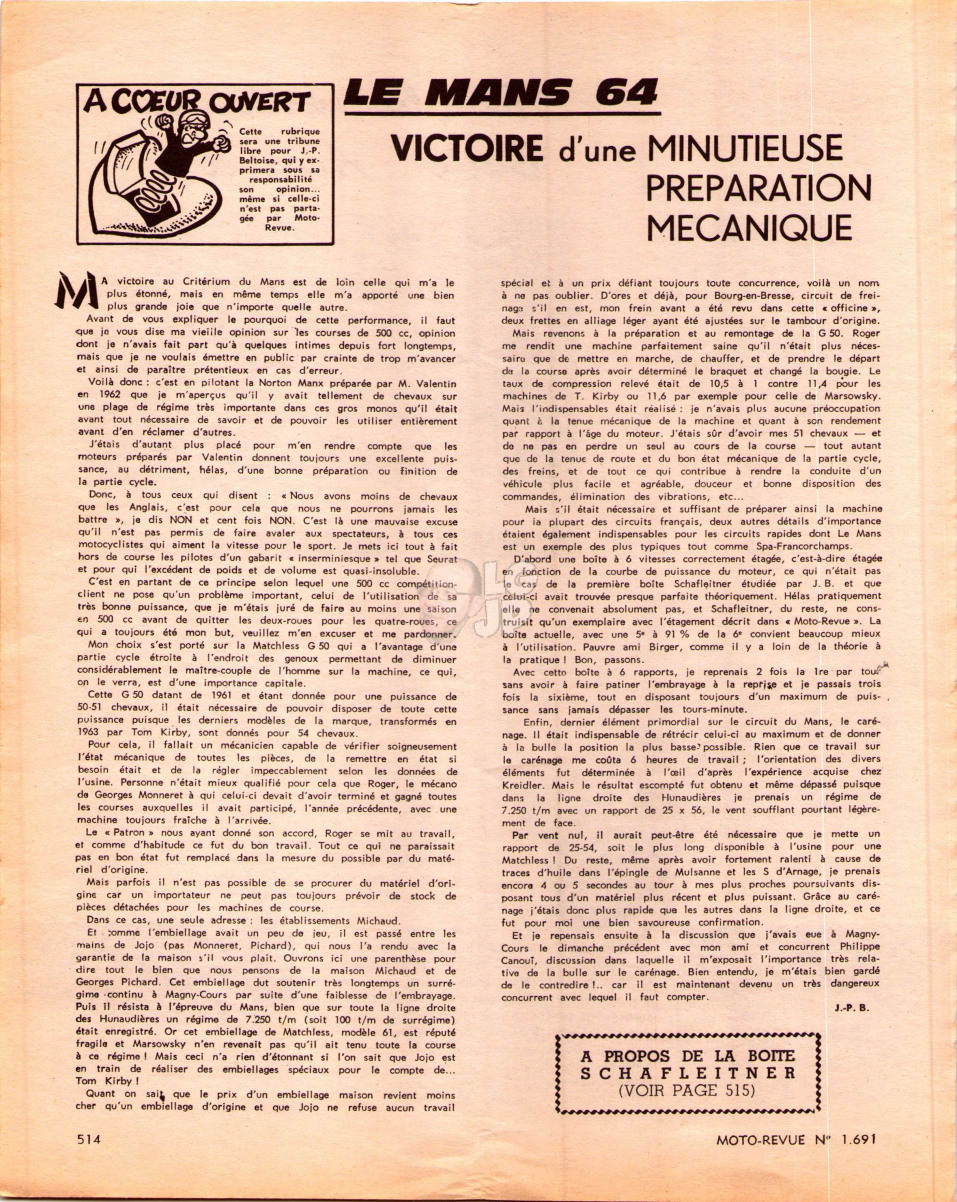 A COEUR OUVERT
Cette rubrique
sera une tribune
libre pour J.-P.
Beltoise, qui y ex-
primera sous sa
responsabilité
son opinion...
même si celle-ci
n'est pas parta-
gée par Moto-
Revue.
LE MANS 64
VICTOIRE d'une MINUTIEUSE
PREPARATION
MECANIQUE
MA victoire au Critérium du Mans est de loin celle qui m'a le
plus étonné, mais en même temps elle m'a apporté une bien
plus grande joie que n'importe quelle autre.
Avant de vous expliquer le pourquoi de cette performance, il faut
que je vous dise ma vieille opinion sur les courses de 500 cc, opinion
dont je n'avais fait part qu'à quelques intimes depuis fort longtemps,
mais que je ne voulais émettre en public par crainte de trop m'avancer
et ainsi de paraître prétentieux en cas d'erreur.
Voilà donc : c'est en pilotant la Norton Manx préparée par M. Valentin
en 1962 que je m'aperçus qu'il y avait tellement de chevaux sur
une plage de régime très importante dans ces gros monos qu'il était
avant tout nécessaire de savoir et de pouvoir les utiliser entièrement
avant d'en réclamer d'autres.
J'étais d'autant plus placé pour m'en rendre compte que les
moteurs préparés par Valentin donnent toujours une excellente puis-
sance, au détriment, hélas, d'une bonne préparation ou finition de
la partie cycle.
Donc, à tous ceux qui disent : « Nous avons moins de chevaux
que les Anglais, c'est pour cela que nous ne pourrons jamais les
battre », je dis NON et cent fois NON. C'est là une mauvaise excuse
qu'il n'est pas permis de faire avaler aux spectateurs, à tous ces
motocyclistes qui aiment la vitesse pour le sport. Je mets ici tout à fait
hors de course les pilotes d'un gabarit « inserminiesque » tel que Seurat
et pour qui l'excédent de poids et de volume est quasi-insoluble.
C'est en partant de ce principe selon lequel une 500 cc compétition-
client ne pose qu'un problème important, celui de l'utilisation de sa
très bonne puissance, que je m'étais juré de faire au moins une saison
en 500 cc avant de quitter les deux-roues pour les quatre-roues, ce
qui a toujours été mon but, veuillez m'en excuser et me pardonner.
Mon choix s'est porté sur la Matchless G 50 qui a l'avantage d'une
partie cycle étroite à l'endroit des genoux permettant de diminuer
considérablement le maître-couple de l'homme sur la machine, ce qui,
on le verra, est d'une importance capitale.
Cette G 50 datant de 1961 et étant donnée pour une puissance de
50-51 chevaux, il était nécessaire de pouvoir disposer de toute cette
puissance puisque les derniers modèles de la marque, transformés en
1963 par Tom Kirby, sont donnés pour 54 chevaux.
Pour cela, il fallait un mécanicien capable de vérifier soigneusement
l'état mécanique de toutes les pièces, de la remettre en état si
besoin était et de la régler impeccablement selon les données de
l'usine. Personne n'était mieux qualifié pour cela que Roger, le mécano
de Georges Monneret à qui celui-ci devait d'avoir terminé et gagné toutes
les courses auxquelles il avait participé, l'année précédente, avec une
machine toujours fraîche à l'arrivée.
Le « Patron » nous ayant donné son accord, Roger se mit au travail,
et comme d'habitude ce fut du bon travail. Tout ce qui ne paraissait
pas en bon état fut remplacé dans la mesure du possible par du maté-
riel d'origine.
Mais parfois il n'est pas possible de se procurer du matériel d'ori-
gine car un importateur ne peut pas toujours prévoir de stock de
pièces détachées pour les machines de course.
Dans ce cas, une seule adresse : les établissements Michaud.
Et comme l'embiellage avait un peu de jeu, il est passé entre les
mains de Jojo (pas Monneret, Pichard), qui nous l'a rendu avec la
garantie de la maison s'il vous plait. Ouvrons ici une parenthèse pour
dire tout le bien que nous pensons de la maison Michaud et de
Georges Pichard. Cet embiellage dut soutenir très longtemps un surré-
gime continu à Magny-Cours par suite d'une faiblesse de l'embrayage.
Puis il résista à l'épreuve du Mans, bien que sur toute la ligne droite
des Hunaudières un régime de 7.250 t/m (soit 100 t/m de surrégime)
était enregistré. Or cet embiellage de Matchless, modèle 61, est réputé
fragile et Marsowsky n'en revenait pas qu'il ait tenu toute la course
à ce régime ! Mais ceci n'a rien d'étonnant si l'on sait que Jojo est
en train de réaliser des embiellages spéciaux pour le compte de...
Tom Kirby !
Quant on sait que le prix d'un embiellage maison revient moins
cher qu'un embiellage d'origine et que Jojo ne refuse aucun travail
spécial et à un prix défiant toujours toute concurrence, voilà un nom
à ne pas oublier. D'ores et déjà, pour Bourg-en-Bresse, circuit de frei-
nage s'il en est, mon frein avant a été revu dans cette « officine »,
deux frettes en alliage léger ayant été ajustées sur le tambour d'origine.
Mais revenons à la préparation et au remontage de la G 50. Roger
me rendit une machine parfaitement saine qu'il n'était plus néces-
saire que de mettre en marche, de chauffer, et de prendre le départ
de la course après avoir déterminé le braquet et changé la bougie. Le
taux de compression relevé était de 10,5 à 1 contre 11,4 pour les
machines de T. Kirby ou 11,6 par exemple pour celle de Marsowsky.
Mais l'indispensables était réalisé : je n'avais plus aucune préoccupation
quant à la tenue mécanique de la machine et quant à son rendement
par rapport à l'âge du moteur. J'étais sûr d'avoir mes 51 chevaux — et
de ne pas en perdre un seul au cours de la course — tout autant
que de la tenue de route et du bon état mécanique de la partie cycle,
des freins, et de tout ce qui contribue à rendre la conduite d'un
véhicule plus facile et agréable, douceur et bonne disposition des
commandes, élimination des vibrations, etc...
Mais s'il était nécessaire et suffisant de préparer ainsi la machine
pour la plupart des circuits français, deux autres détails d'importance
étaient également indispensables pour les circuits rapides dont Le Mans
est un exemple des plus typiques tout comme Spa-Francorchamps.
D'abord une boîte à 6 vitesses correctement étagée, c'est-à-dire étagée
en fonction de la courbe de puissance du moteur, ce qui n'était pas
le cas de la première boîte Schafleitner étudiée par J. B. et que
celui-ci avait trouvée presque parfaite théoriquement. Hélas pratiquement
elle ne convenait absolument pas, et Schafleitner, du reste, ne cons-
truisit qu'un exemplaire avec l'étagement décrit dans « Moto-Revue ». La
boîte actuelle, avec une 5e à 91 % de la 6e convient beaucoup mieux
à l'utilisation. Pauvre ami Birger, comme il y a loin de la théorie à
la pratique ! Bon, passons.
Avec cette boîte à 6 rapports, je reprenais 2 fois la 1re par tour
sans avoir à faire patiner l'embrayage à la reprise et je passais trois
fois la sixième, tout en disposant toujours d'un maximum de puis-
sance sans jamais dépasser les tours-minute.
Enfin, dernier élément primordial sur le circuit du Mans, le caré-
nage. Il était indispensable de rétrécir celui-ci au maximum et de donner
à la bulle la position la plus basse possible. Rien que ce travail sur
le carénage me coûta 6 heures de travail ; l'orientation des divers
éléments fut déterminée à l'œil d'après l'expérience acquise chez
Kreidler. Mais le résultat escompté fut obtenu et même dépassé puisque
dans la ligne droite des Hunaudières je prenais un régime de
7.250 t/m avec un rapport de 25 x 56, le vent soufflant pourtant légère-
ment de face.
Par vent nul, il aurait peut-être été nécessaire que je mette un
rapport de 25-54, soit le plus long disponible à l'usine pour une
Matchless ! Du reste, même après avoir fortement ralenti à cause de
traces d'huile dans l'épingle de Mulsanne et les S d'Arnage, je prenais
encore 4 ou 5 secondes au tour à mes plus proches poursuivants dis-
posant tous d'un matériel plus récent et plus puissant. Grâce au caré-
nage j'étais donc plus rapide que les autres dans la ligne droite, et ce
fut pour moi une bien savoureuse confirmation.
Et je repensais ensuite à la discussion que j'avais eue à Magny-
Cours le dimanche précédent avec mon ami et concurrent Philippe
Canouï, discussion dans laquelle il m'exposait l'importance très rela-
tive de la bulle sur le carénage. Bien entendu, je m'étais bien gardé
de le contredire !.. car il est maintenant devenu un très dangereux
concurrent avec lequel il faut compter.
J.-P. B.
A PROPOS DE LA BOITE
SCHAFLEITNER
(VOIR PAGE 515)
514
MOTO-REVUE N° 1.691